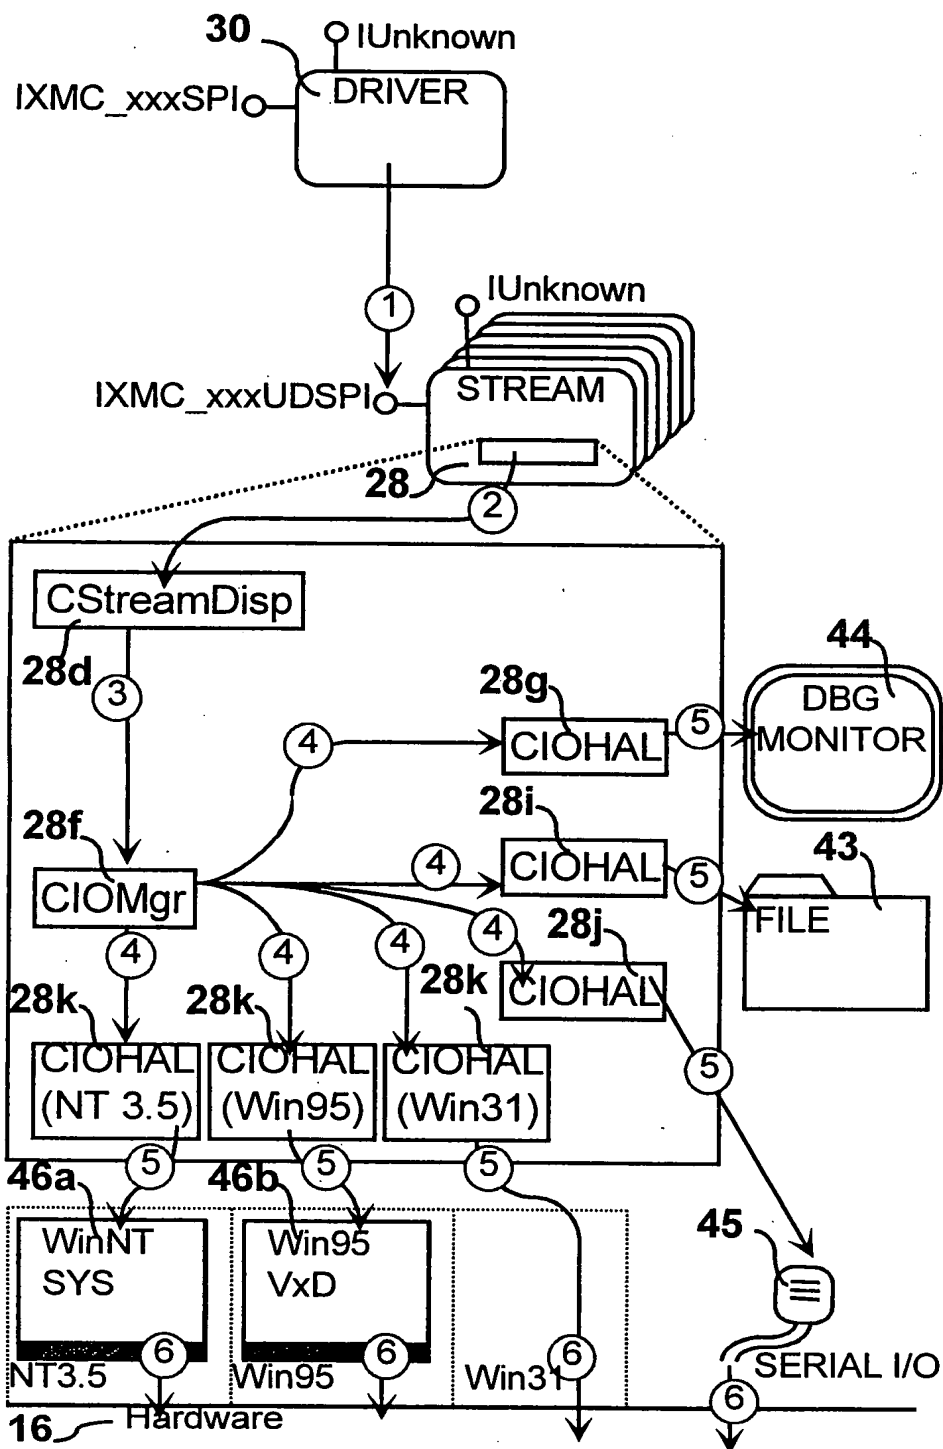 30
IUnknown
IXMC_xxxSPI
DRIVER
1
IUnknown
IXMC_xxxUDSPI
STREAM
28
2
CStreamDisp
28d
3
44
DBG
MONITOR
28g
4
5
CIOHAL
28i
28f
4
CIOHAL
5
43
FILE
CIOMgr
4
4
4
4
28j
CIOHAL
28k
28k
28k
CIOHAL
(NT 3.5)
CIOHAL
(Win95)
CIOHAL
(Win31)
5
5
5
5
46a
46b
WinNT
SYS
Win95
VxD
45
6
6
6
NT3.5
Win95
Win31
SERIAL I/O
6
16
Hardware